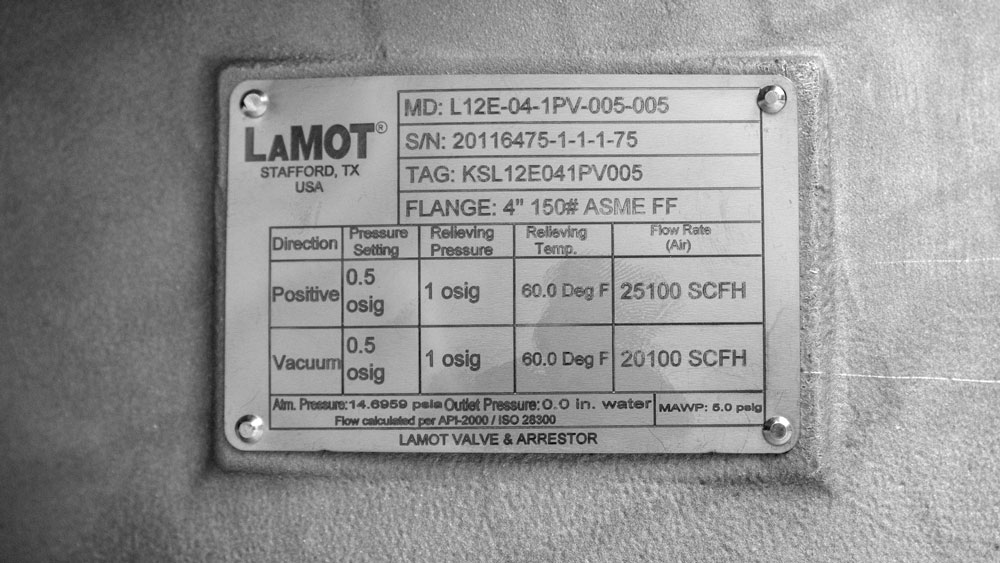 LAMOT®
STAFFORD, TX
USA
MD: L12E-04-1PV-005-005
S/N: 20116475-1-1-1-75
TAG: KSL12E041PV005
FLANGE: 4" 150# ASME FF
Direction Pressure Setting Relieving Pressure Relieving Temp. Flow Rate (Air)
Positive 0.5 osig 1 osig 60.0 Deg F 25100 SCFH
Vacuum 0.5 osig 1 osig 60.0 Deg F 20100 SCFH
Atm. Pressure: 14.6959 psia Outlet Pressure: 0.0 in. water MAWP: 5.0 psig
Flow calculated per API-2000 / ISO 28300
LAMOT VALVE & ARRESTOR